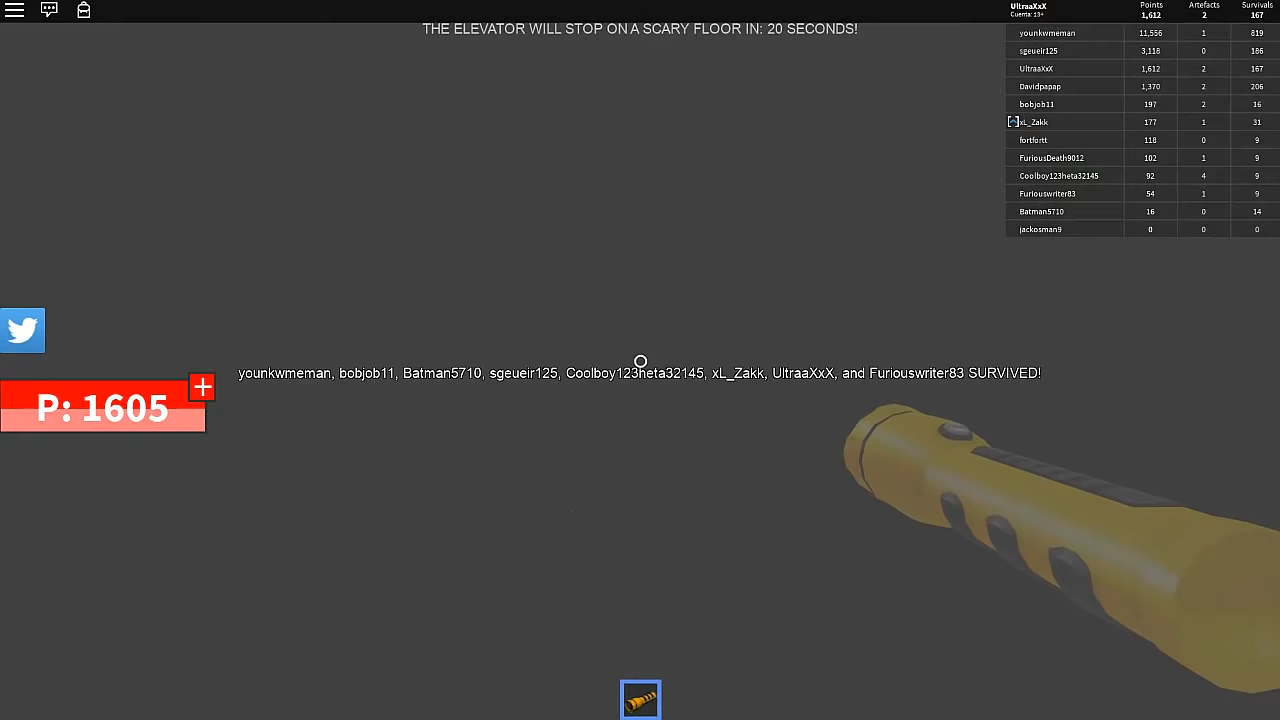 UltraaXxX Points Artefacts Survivals
Cuenta: 13+ 1,612 2 167
THE ELEVATOR WILL STOP ON A SCARY FLOOR IN: 20 SECONDS!
younkwmeman 11,556 1 819
sgeueir125 3,118 0 186
UltraaXxX 1,612 2 167
Davidpapap 1,370 2 206
bobjob11 197 2 16
xL_Zakk 177 1 31
fortfortt 118 0 9
FuriousDeath9012 102 1 9
Coolboy123heta32145 92 4 9
Furiouswriter83 54 1 9
Batman5710 16 0 14
jackosman9 0 0 0
younkwmeman, bobjob11, Batman5710, sgeueir125, Coolboy123heta32145, xL_Zakk, UltraaXxX, and Furiouswriter83 SURVIVED!
+
P: 1605